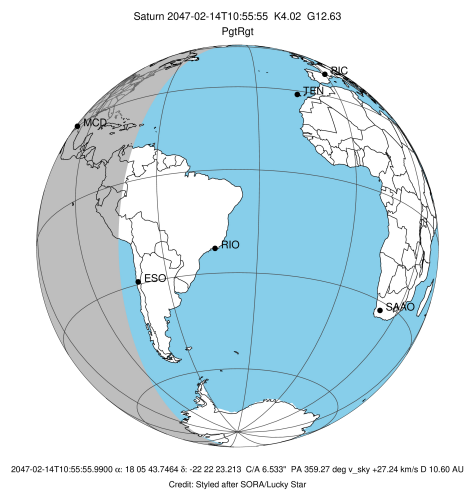 Saturn 2047-02-14T10:55:55 K4.02 G12.63
PgtRgt
PIC
TEN
MCD
RIO
ESO
SAAO
2047-02-14T10:55:55.9900 α: 18 05 43.7464 δ: -22 22 23.213 C/A 6.533" PA 359.27 deg v_sky +27.24 km/s D 10.60 AU
Credit: Styled after SORA/Lucky Star